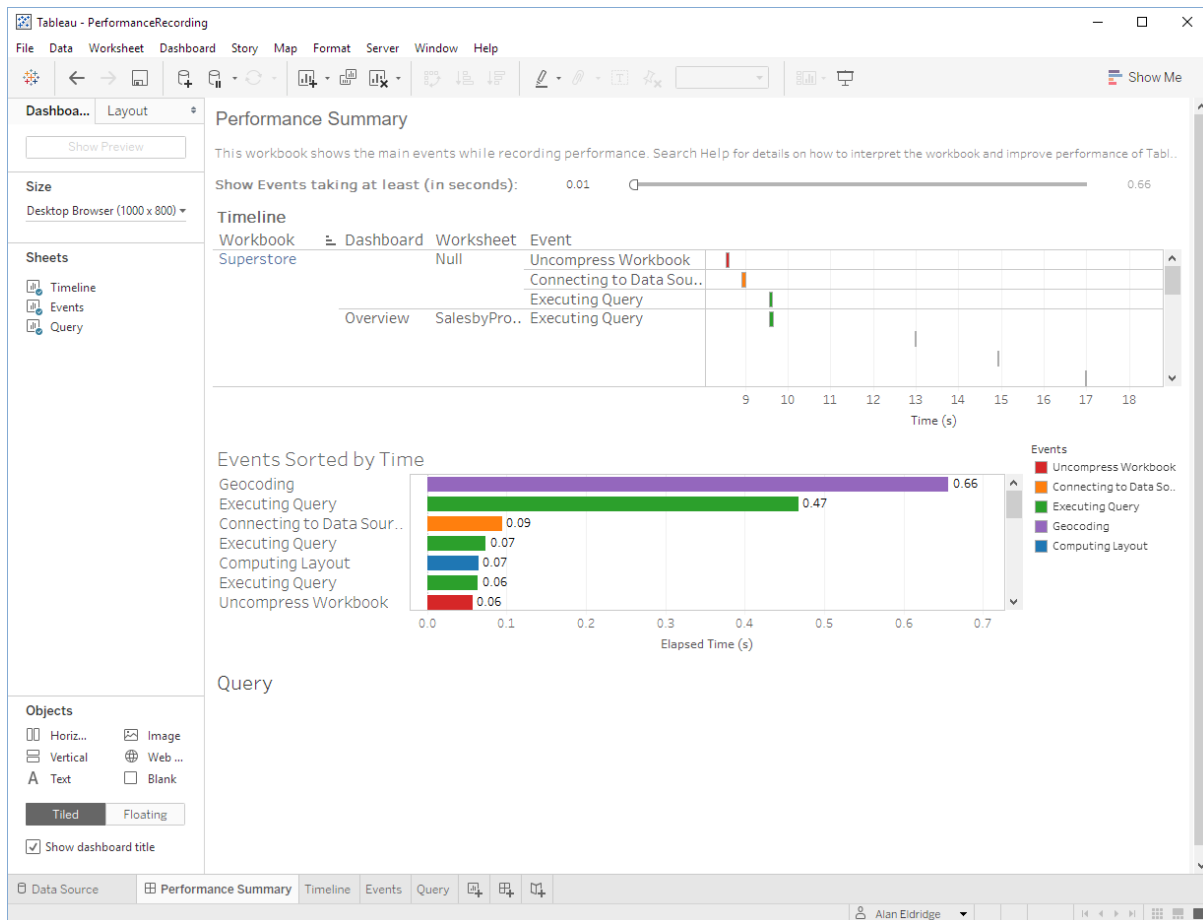 Tableau - PerformanceRecording
File Data Worksheet Dashboard Story Map Format Server Window Help
Show Me
Dashboa... Layout
Show Preview
Size
Desktop Browser (1000 x 800)
Sheets
Timeline
Events
Query
Objects
Horiz... Image
Vertical Web ...
Text Blank
Tiled Floating
Show dashboard title
Performance Summary
This workbook shows the main events while recording performance. Search Help for details on how to interpret the workbook and improve performance of Tabl..
Show Events taking at least (in seconds): 0.01 0.66
Timeline
Workbook Dashboard Worksheet Event
Superstore Null Uncompress Workbook
Connecting to Data Sou..
Executing Query
Overview SalesbyPro.. Executing Query
9 10 11 12 13 14 15 16 17 18
Time (s)
Events Sorted by Time
Geocoding 0.66
Executing Query 0.47
Connecting to Data Sour.. 0.09
Executing Query 0.07
Computing Layout 0.07
Executing Query 0.06
Uncompress Workbook 0.06
0.0 0.1 0.2 0.3 0.4 0.5 0.6 0.7
Elapsed Time (s)
Events
Uncompress Workbook
Connecting to Data So..
Executing Query
Geocoding
Computing Layout
Query
Data Source Performance Summary Timeline Events Query
Alan Eldridge